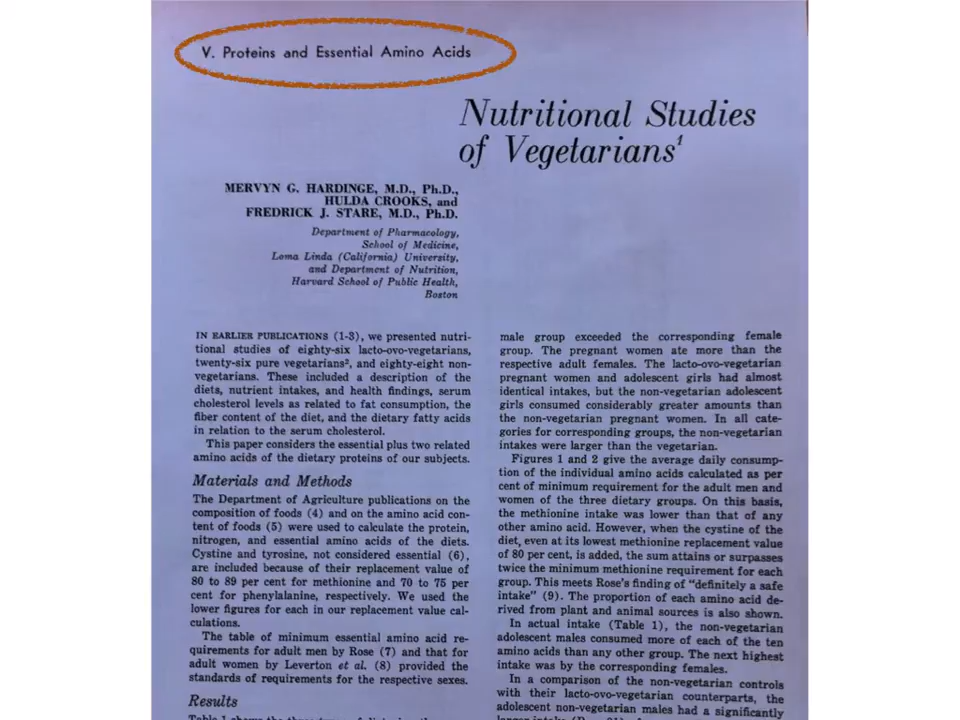 V. Proteins and Essential Amino Acids
Nutritional Studies
of Vegetarians¹
MERVYN G. HARDINGE, M.D., Ph.D.,
HULDA CROOKS, and
FREDRICK J. STARE, M.D., Ph.D.
Department of Pharmacology,
School of Medicine,
Loma Linda (California) University,
and Department of Nutrition,
Harvard School of Public Health,
Boston
IN EARLIER PUBLICATIONS (1-3), we presented nutri-
tional studies of eighty-six lacto-ovo-vegetarians,
twenty-six pure vegetarians², and eighty-eight non-
vegetarians. These included a description of the
diets, nutrient intakes, and health findings, serum
cholesterol levels as related to fat consumption, the
fiber content of the diet, and the dietary fatty acids
in relation to the serum cholesterol.
This paper considers the essential plus two related
amino acids of the dietary proteins of our subjects.
Materials and Methods
The Department of Agriculture publications on the
composition of foods (4) and on the amino acid con-
tent of foods (5) were used to calculate the protein,
nitrogen, and essential amino acids of the diets.
Cystine and tyrosine, not considered essential (6),
are included because of their replacement value of
80 to 89 per cent for methionine and 70 to 75 per
cent for phenylalanine, respectively. We used the
lower figures for each in our replacement value cal-
culations.
The table of minimum essential amino acid re-
quirements for adult men by Rose (7) and that for
adult women by Leverton et al. (8) provided the
standards of requirements for the respective sexes.
Results
male group exceeded the corresponding female
group. The pregnant women ate more than the
respective adult females. The lacto-ovo-vegetarian
pregnant women and adolescent girls had almost
identical intakes, but the non-vegetarian adolescent
girls consumed considerably greater amounts than
the non-vegetarian pregnant women. In all cate-
gories for corresponding groups, the non-vegetarian
intakes were larger than the vegetarian.
Figures 1 and 2 give the average daily consump-
tion of the individual amino acids calculated as per
cent of minimum requirement for the adult men and
women of the three dietary groups. On this basis,
the methionine intake was lower than that of any
other amino acid. However, when the cystine of the
diet, even at its lowest methionine replacement value
of 80 per cent, is added, the sum attains or surpasses
twice the minimum methionine requirement for each
group. This meets Rose's finding of "definitely a safe
intake" (9). The proportion of each amino acid de-
rived from plant and animal sources is also shown.
In actual intake (Table 1), the non-vegetarian
adolescent males consumed more of each of the ten
amino acids than any other group. The next highest
intake was by the corresponding females.
In a comparison of the non-vegetarian controls
with their lacto-ovo-vegetarian counterparts, the
adolescent non-vegetarian males had a significantly